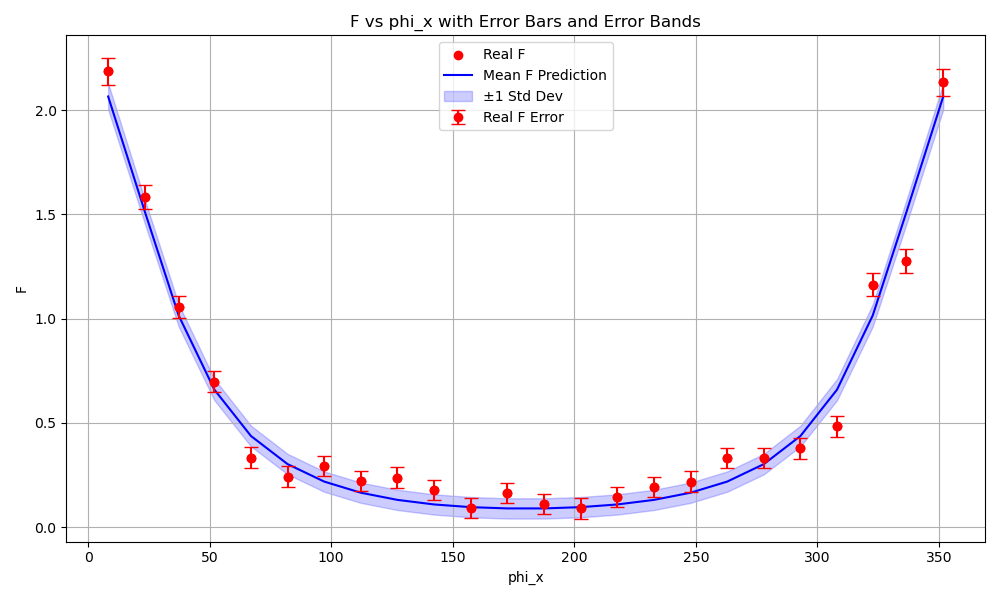 F vs phi_x with Error Bars and Error Bands
Real F
Mean F Prediction
±1 Std Dev
Real F Error
F
2.0
1.5
1.0
0.5
0.0
0 50 100 150 200 250 300 350
phi_x